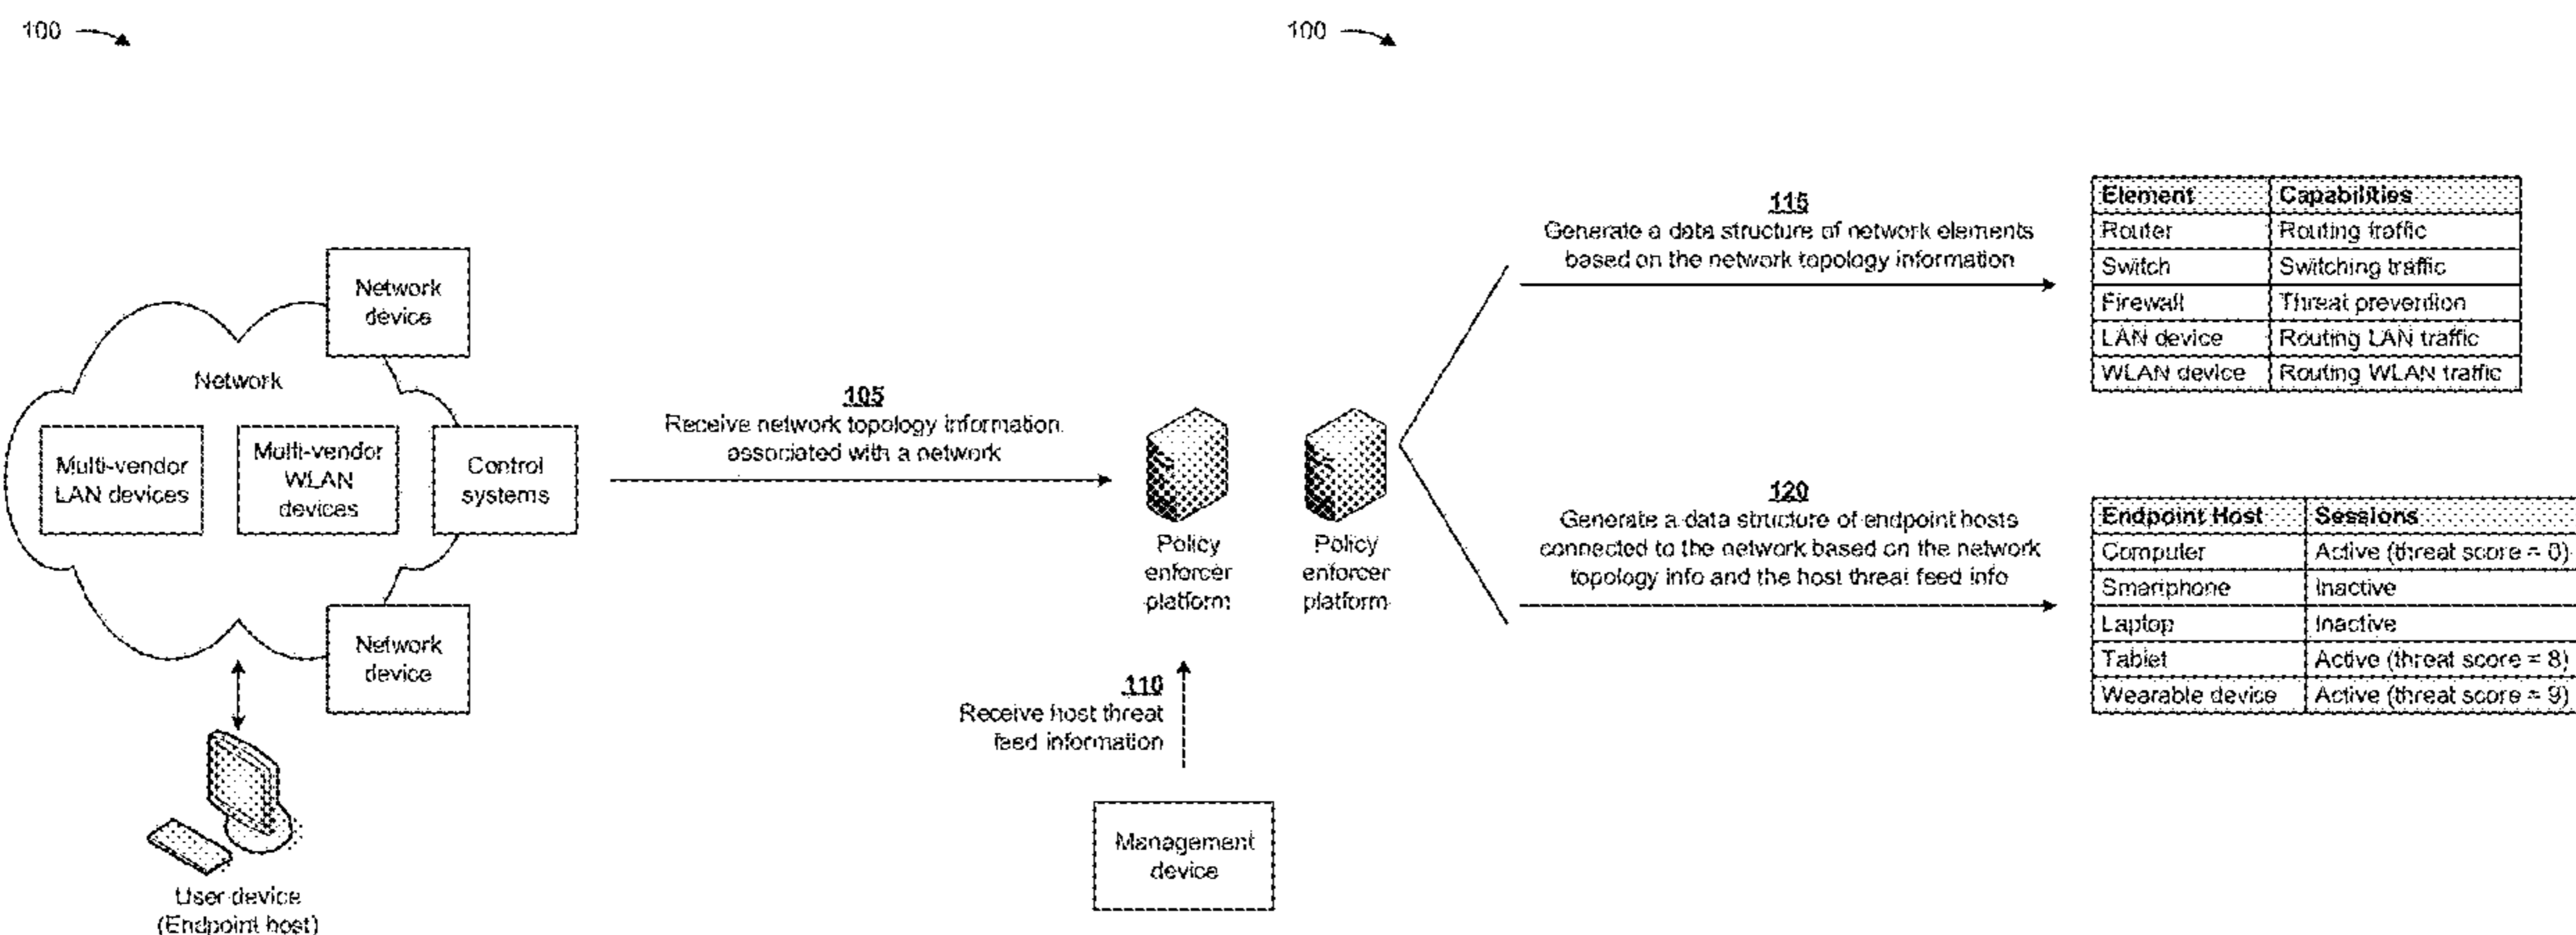 100
Network
device
Network
Multi-vendor
LAN devices
Multi-vendor
WLAN
devices
Control
systems
Network
device
User device
(Endpoint host)
105
Receive network topology information
associated with a network
Policy
enforcer
platform
110
Receive host threat
feed information
Management
device
100
Policy
enforcer
platform
115
Generate a data structure of network elements
based on the network topology information
Element Capabilities
Router Routing traffic
Switch Switching traffic
Firewall Threat prevention
LAN device Routing LAN traffic
WLAN device Routing WLAN traffic
120
Generate a data structure of endpoint hosts
connected to the network based on the network
topology info and the host threat feed info
Endpoint Host Sessions
Computer Active (threat score = 0)
Smartphone Inactive
Laptop Inactive
Tablet Active (threat score = 8)
Wearable device Active (threat score = 9)